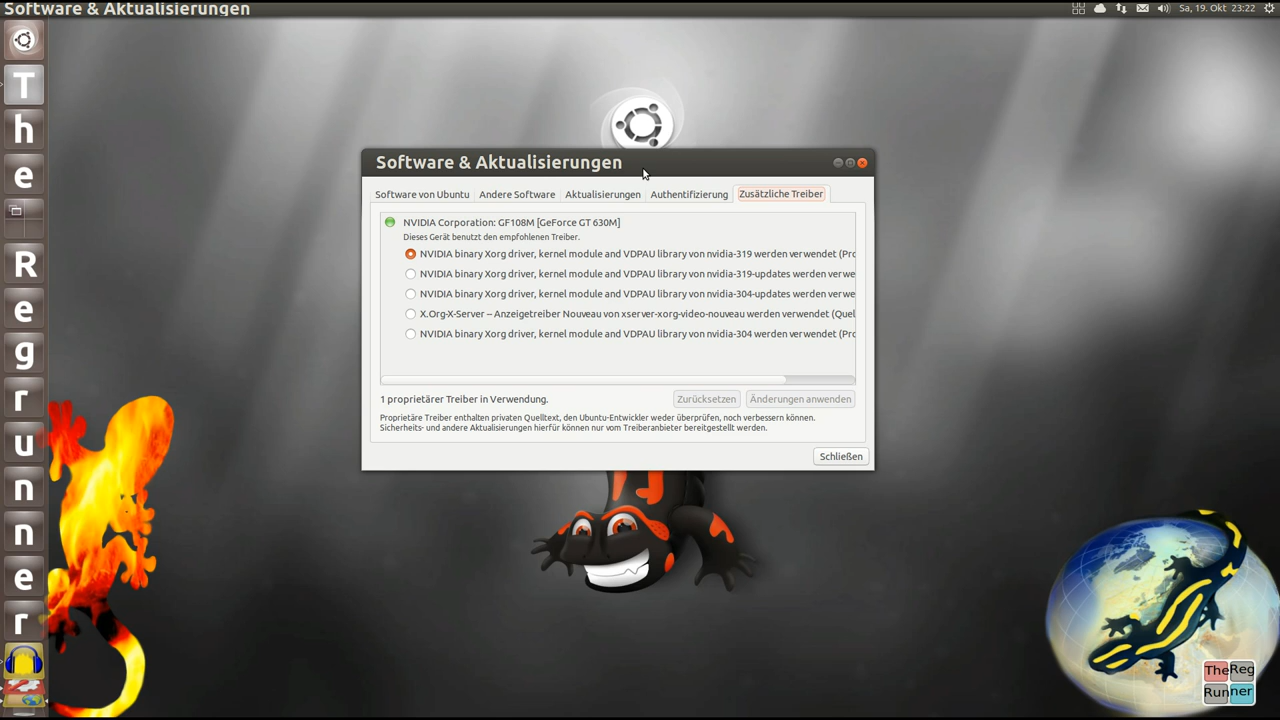 Software & Aktualisierungen
Sa, 19. Okt 23:22
T
h
e
R
e
g
r
u
n
n
e
r
Software & Aktualisierungen
Software von Ubuntu Andere Software Aktualisierungen Authentifizierung Zusätzliche Treiber
NVIDIA Corporation: GF108M [GeForce GT 630M]
Dieses Gerät benutzt den empfohlenen Treiber.
NVIDIA binary Xorg driver, kernel module and VDPAU library von nvidia-319 werden verwendet (Pro
NVIDIA binary Xorg driver, kernel module and VDPAU library von nvidia-319-updates werden verwe
NVIDIA binary Xorg driver, kernel module and VDPAU library von nvidia-304-updates werden verwe
X.Org-X-Server – Anzeigetreiber Nouveau von xserver-xorg-video-nouveau werden verwendet (Quel
NVIDIA binary Xorg driver, kernel module and VDPAU library von nvidia-304 werden verwendet (Pro
1 proprietärer Treiber in Verwendung.
Zurücksetzen Änderungen anwenden
Proprietäre Treiber enthalten privaten Quelltext, den Ubuntu-Entwickler weder überprüfen, noch verbessern können.
Sicherheits- und andere Aktualisierungen hierfür können nur vom Treiberanbieter bereitgestellt werden.
Schließen
The Reg
Run ner